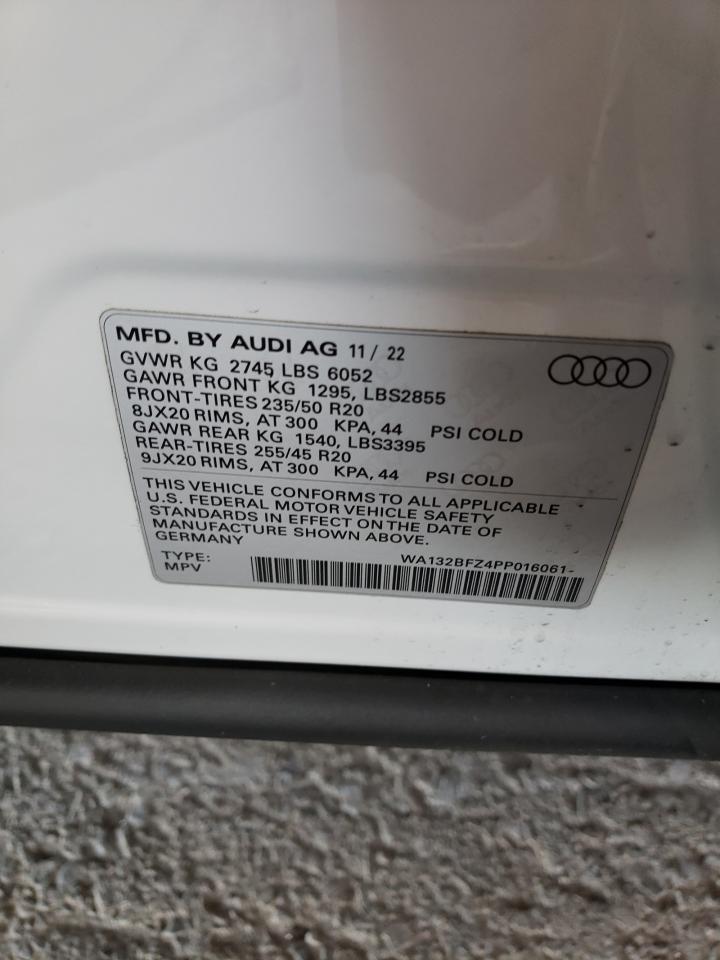 MFD. BY AUDI AG 11/ 22
GVWR KG 2745 LBS 6052
GAWR FRONT KG 1295, LBS2855
FRONT-TIRES 235/50 R20
8JX20 RIMS, AT 300 KPA, 44 PSI COLD
GAWR REAR KG 1540, LBS3395
REAR-TIRES 255/45 R20
9JX20 RIMS, AT 300 KPA, 44 PSI COLD
THIS VEHICLE CONFORMS TO ALL APPLICABLE
U.S. FEDERAL MOTOR VEHICLE SAFETY
STANDARDS IN EFFECT ON THE DATE OF
MANUFACTURE SHOWN ABOVE.
GERMANY
WA132BFZ4PP016061-
TYPE:
MPV